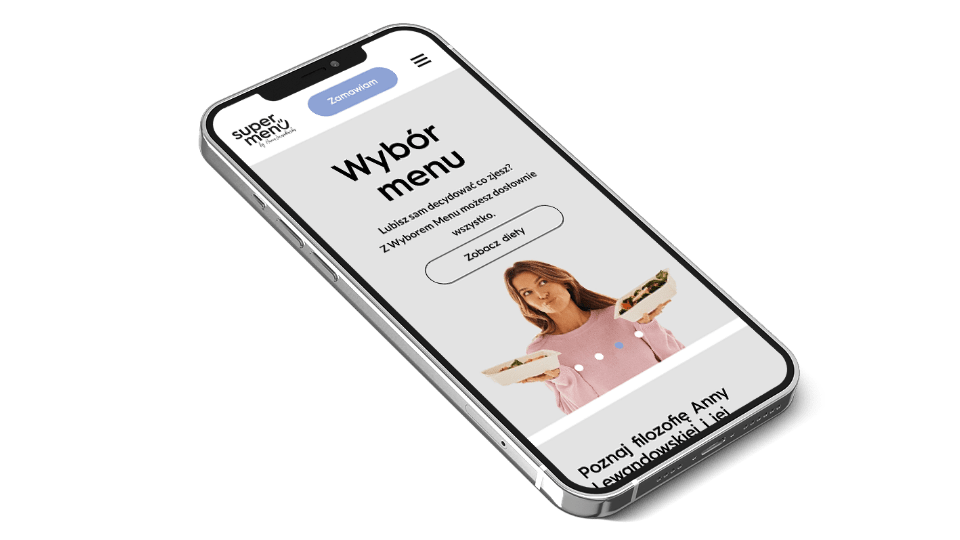 Zamawiam
super
menu
by Anna Lewandowska
Wybór
menu
Lubisz sam decydować co zjesz?
Z Wyborem Menu możesz dosłownie
wszystko.
Zobacz diety
Poznaj filozofię Anny
Lewandowskiej i jej